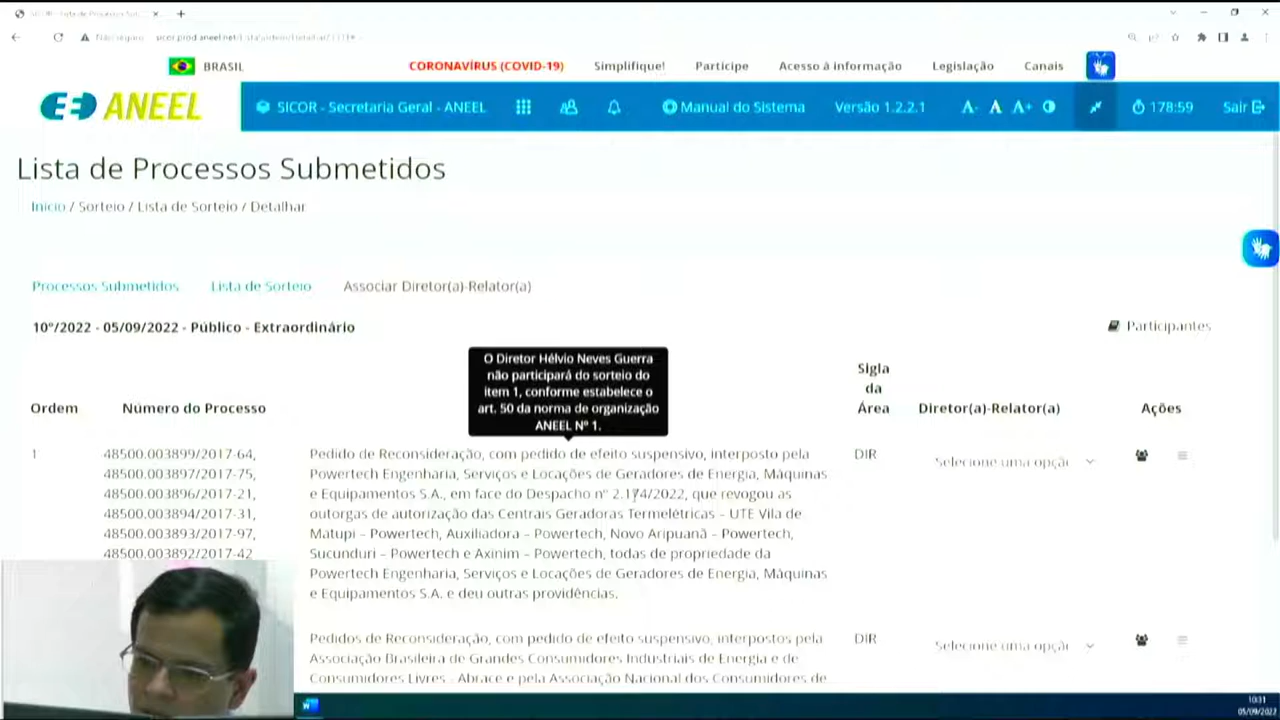 BRASIL
CORONAVÍRUS (COVID-19)
Simplifique!
Participe
Acesso à informação
Legislação
Canais
ANEEL
SICOR - Secretaria Geral - ANEEL
Manual do Sistema
Versão 1.2.2.1
A-
A
A+
178:59
Sair
Lista de Processos Submetidos
Início / Sorteio / Lista de Sorteio / Detalhar
Processos Submetidos
Lista de Sorteio
Associar Diretor(a)-Relator(a)
10º/2022 - 05/09/2022 - Público - Extraordinário
Participantes
O Diretor Hélvio Neves Guerra
não participará do sorteio do
item 1, conforme estabelece o
art. 50 da norma de organização
ANEEL Nº 1.
Ordem
Número do Processo
Sigla
da
Área
Diretor(a)-Relator(a)
Ações
1
48500.003899/2017-64,
48500.003897/2017-75,
48500.003896/2017-21,
48500.003894/2017-31,
48500.003893/2017-97,
48500.003892/2017-42
Pedido de Reconsideração, com pedido de efeito suspensivo, interposto pela
Powertech Engenharia, Serviços e Locações de Geradores de Energia, Máquinas
e Equipamentos S.A., em face do Despacho nº 2.174/2022, que revogou as
outorgas de autorização das Centrais Geradoras Termelétricas - UTE Vila de
Matupi - Powertech, Auxiliadora - Powertech, Novo Aripuanã - Powertech,
Sucunduri - Powertech e Axinim - Powertech, todas de propriedade da
Powertech Engenharia, Serviços e Locações de Geradores de Energia, Máquinas
e Equipamentos S.A. e deu outras providências.
DIR
Selecione uma opçã
Pedidos de Reconsideração, com pedido de efeito suspensivo, interpostos pela
Associação Brasileira de Grandes Consumidores Industriais de Energia e de
Consumidores Livres - Abrace e pela Associação Nacional dos Consumidores de
DIR
Selecione uma opçã
10:31
05/09/2022